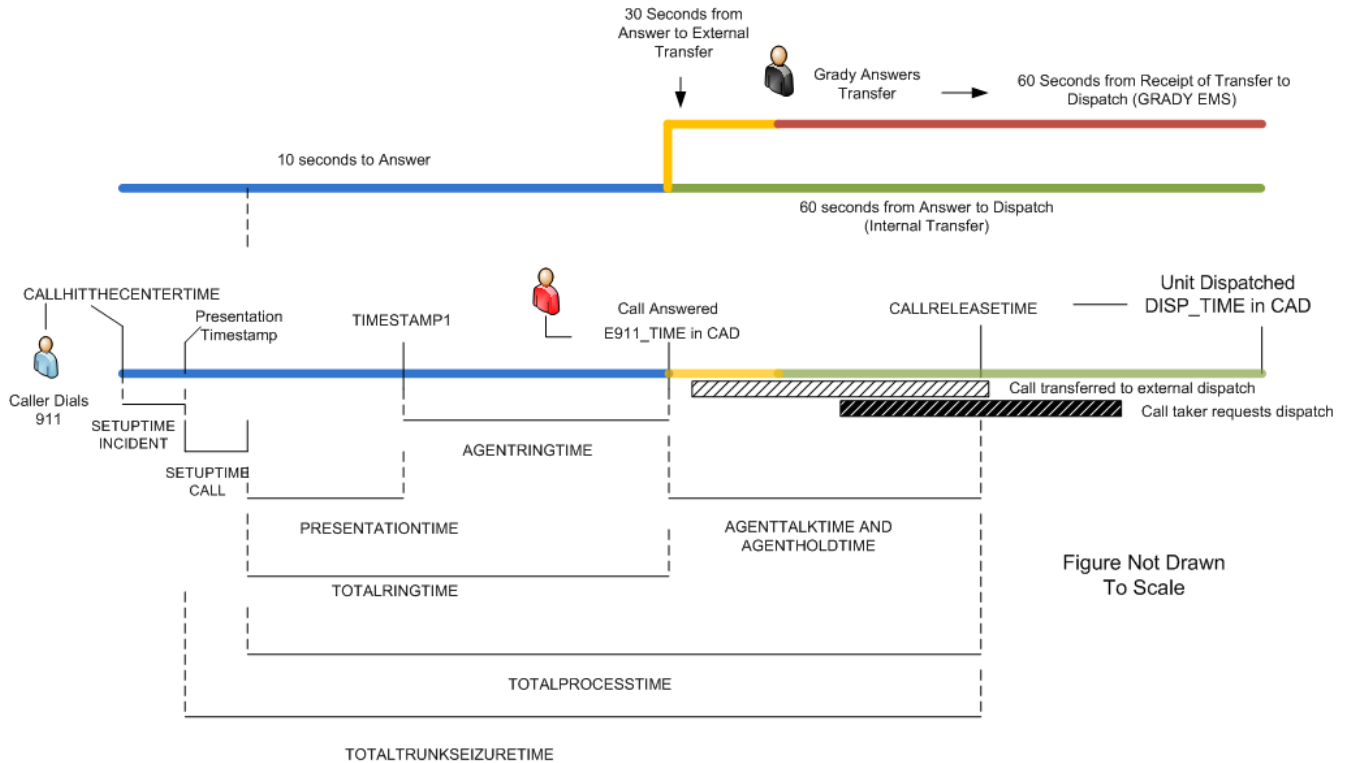 30 Seconds from
Answer to External
Transfer
Grady Answers
Transfer
60 Seconds from Receipt of Transfer to
Dispatch (GRADY EMS)
10 seconds to Answer
60 seconds from Answer to Dispatch
(Internal Transfer)
CALLHITTHECENTERTIME
Presentation
Timestamp
TIMESTAMP1
Call Answered
E911_TIME in CAD
CALLRELEASETIME
Unit Dispatched
DISP_TIME in CAD
Caller Dials
911
Call transferred to external dispatch
Call taker requests dispatch
SETUPTIME
INCIDENT
SETUPTIME
CALL
AGENTRINGTIME
PRESENTATIONTIME
AGENTTALKTIME AND
AGENTHOLDTIME
TOTALRINGTIME
Figure Not Drawn
To Scale
TOTALPROCESSTIME
TOTALTRUNKSEIZURETIME